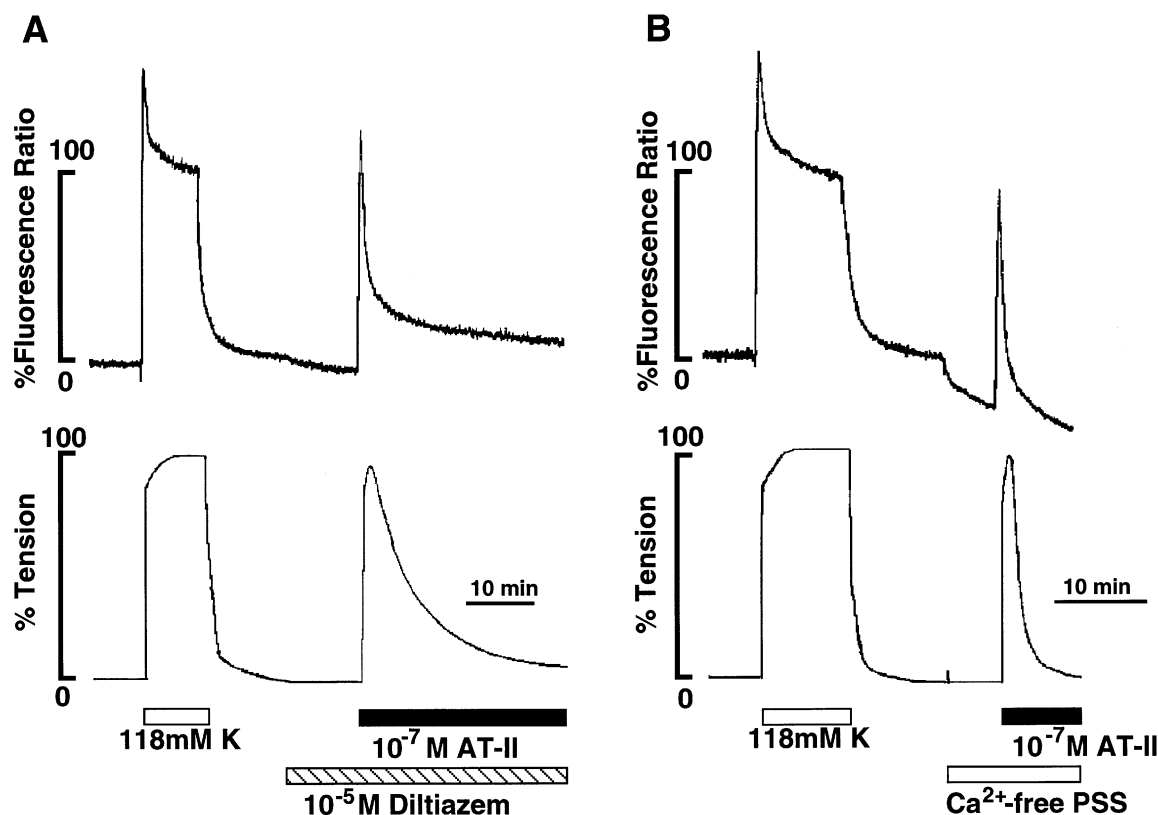 A
%Fluorescence Ratio
100
0
% Tension
100
0
10 min
118mM K
10⁻⁷ M AT-II
10⁻⁵M Diltiazem
B
%Fluorescence Ratio
100
0
% Tension
100
0
10 min
118mM K
10⁻⁷ M AT-II
Ca²⁺-free PSS